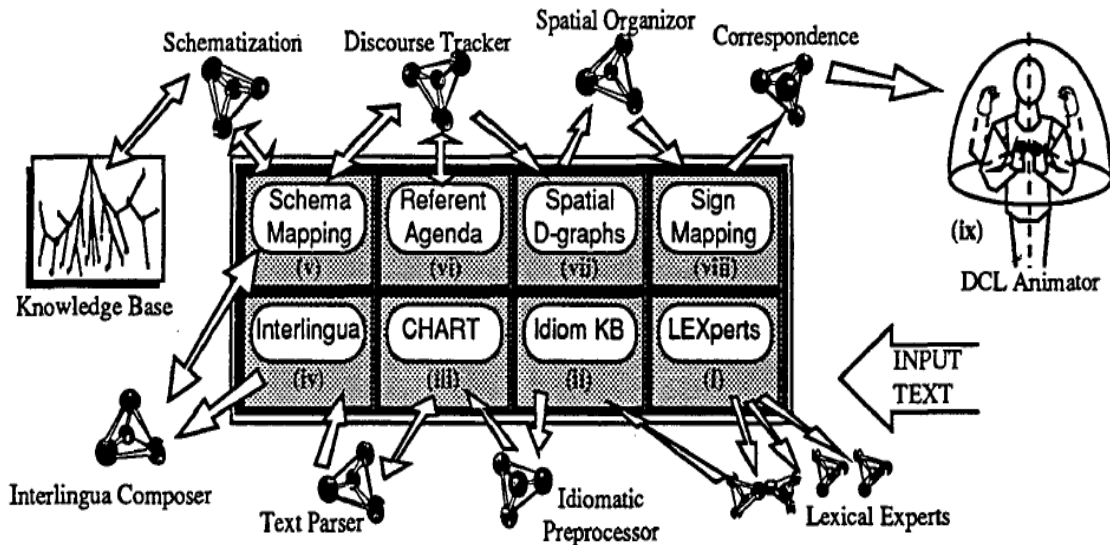 Schematization
Discourse Tracker
Spatial Organizor
Correspondence
Schema
Mapping
(v)
Referent
Agenda
(vi)
Spatial
D-graphs
(vii)
Sign
Mapping
(viii)
(ix)
DCL Animator
Knowledge Base
Interlingua
(iv)
CHART
(iii)
Idiom KB
(ii)
LEXperts
(i)
INPUT
TEXT
Interlingua Composer
Text Parser
Idiomatic
Preprocessor
Lexical Experts